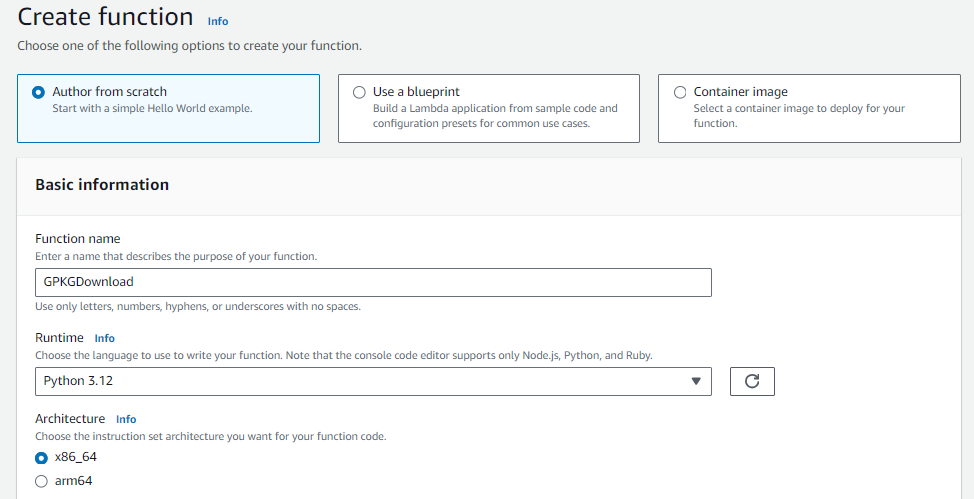 Create function Info
Choose one of the following options to create your function.
Author from scratch
Start with a simple Hello World example.
Use a blueprint
Build a Lambda application from sample code and
configuration presets for common use cases.
Container image
Select a container image to deploy for your
function.
Basic information
Function name
Enter a name that describes the purpose of your function.
GPKGDownload
Use only letters, numbers, hyphens, or underscores with no spaces.
Runtime Info
Choose the language to use to write your function. Note that the console code editor supports only Node.js, Python, and Ruby.
Python 3.12
Architecture Info
Choose the instruction set architecture you want for your function code.
x86_64
arm64